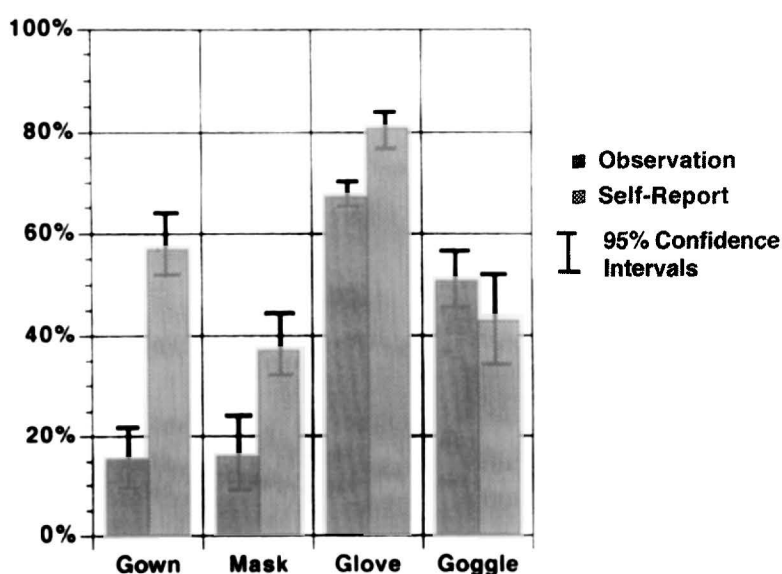 100%
80%
60%
40%
20%
0%
Gown Mask Glove Goggle
Observation
Self-Report
95% Confidence
Intervals